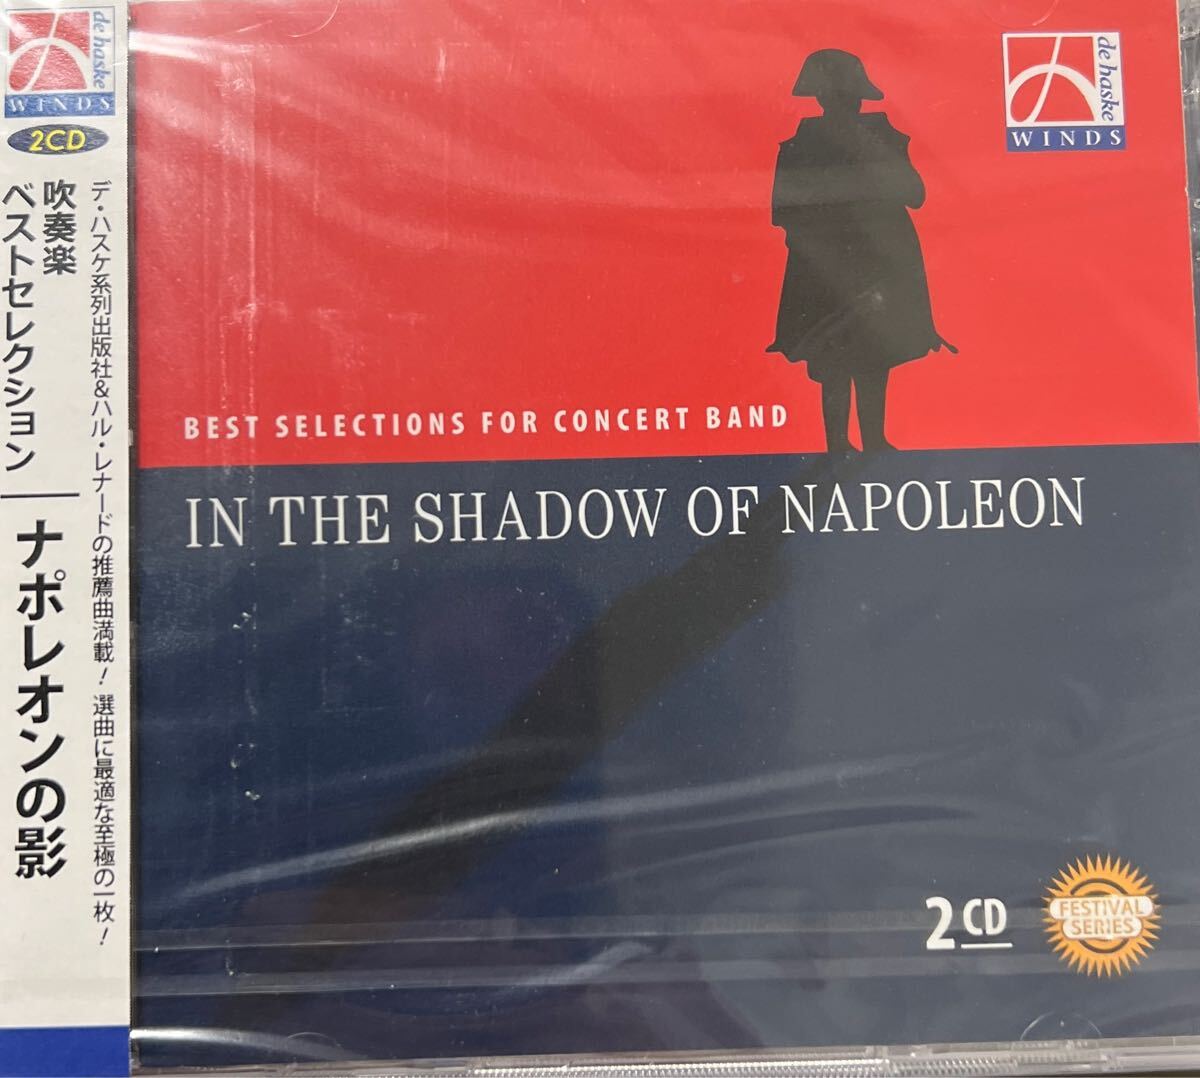 de haske
WINDS
2CD
デ・ハスケ系列出版社&ハル・レナードの推薦曲満載! 選曲に最適な至極の一枚!
吹奏楽
ベストセレクション
ナポレオンの影
de haske
WINDS
BEST SELECTIONS FOR CONCERT BAND
IN THE SHADOW OF NAPOLEON
2 CD
FESTIVAL
SERIES